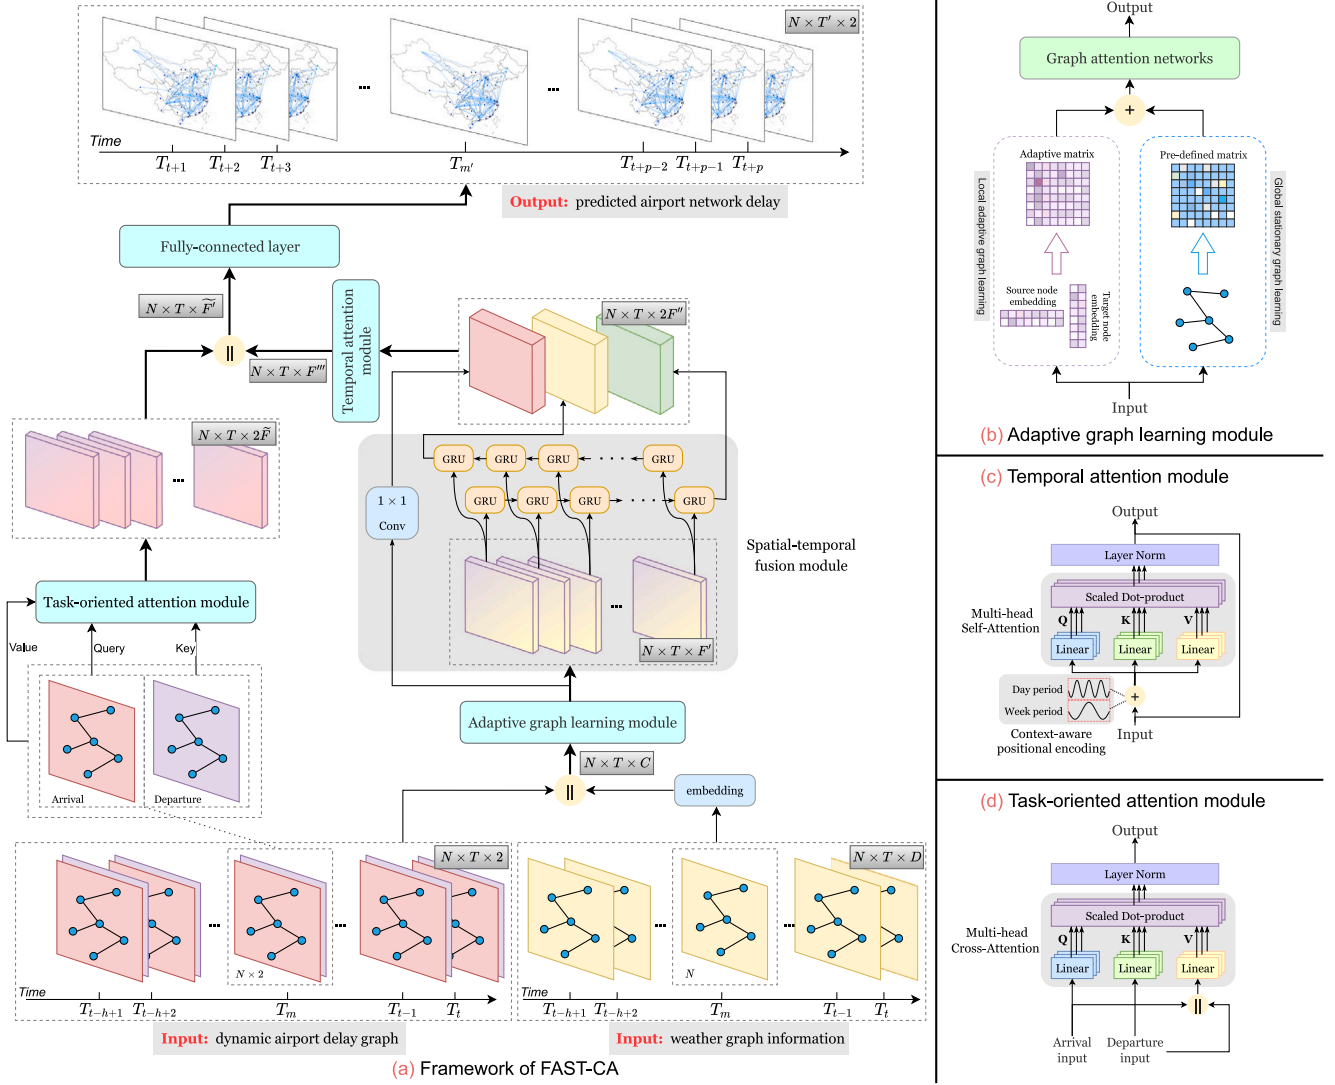 N × T′ × 2
...
...
Time
T_{t+1}
T_{t+2}
T_{t+3}
T_{m′}
T_{t+p−2}
T_{t+p−1}
T_{t+p}
Output: predicted airport network delay
Fully-connected layer
N × T × F̃′
||
N × T × F‴
Temporal attention
module
N × T × 2F″
N × T × 2F̃
...
GRU
GRU
GRU
GRU
GRU
GRU
GRU
GRU
1 × 1
Conv
Spatial-temporal
fusion module
...
N × T × F′
Task-oriented attention module
Value
Query
Key
Arrival
Departure
Adaptive graph learning module
N × T × C
||
embedding
N × T × 2
...
...
N × 2
Time
T_{t−h+1}
T_{t−h+2}
T_m
T_{t−1}
T_t
Input: dynamic airport delay graph
N × T × D
...
...
N
Time
T_{t−h+1}
T_{t−h+2}
T_m
T_{t−1}
T_t
Input: weather graph information
(a) Framework of FAST-CA
Output
Graph attention networks
+
Adaptive matrix
Pre-defined matrix
Local adaptive
graph learning
Global stationary graph learning
Source node
embedding
Target node
embedding
Input
(b) Adaptive graph learning module
(c) Temporal attention module
Output
Layer Norm
Scaled Dot-product
Multi-head
Self-Attention
Q
K
V
Linear
Linear
Linear
Day period
Week period
+
Context-aware
positional encoding
Input
(d) Task-oriented attention module
Output
Layer Norm
Scaled Dot-product
Multi-head
Cross-Attention
Q
K
V
Linear
Linear
Linear
||
Arrival
input
Departure
input